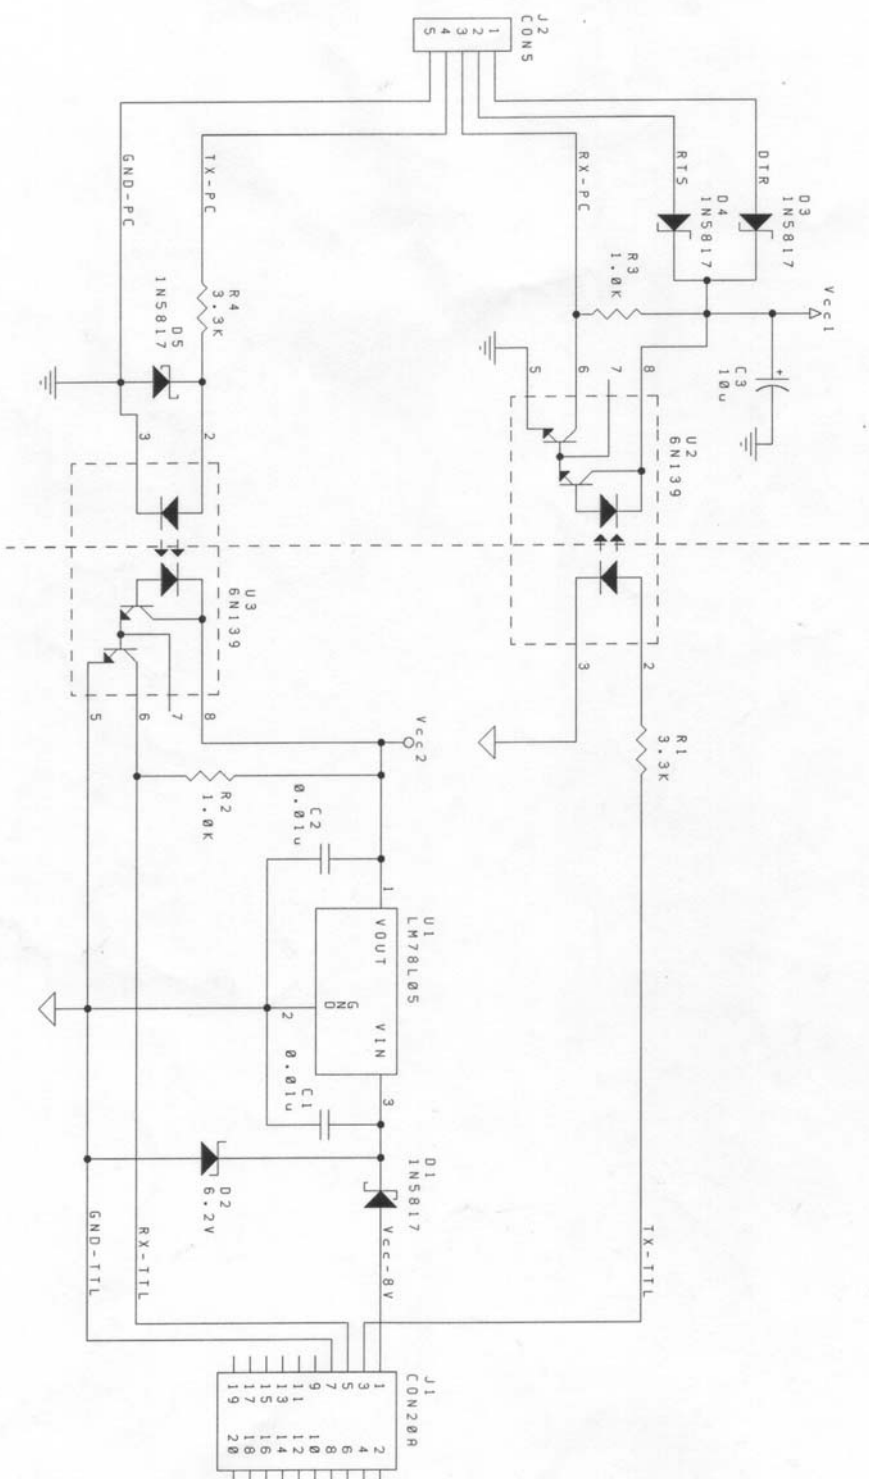 J2
CON5
1
2
3
4
5
DTR
RTS
RX-PC
TX-PC
GND-PC
D3
1N5817
D4
1N5817
Vcc1
R3
1.0K
C3
10u
+
R4
3.3K
D5
1N5817
8
7
6
5
U2
6N139
2
3
2
3
U3
6N139
8
7
6
5
R1
3.3K
Vcc2
R2
1.0K
C2
0.01u
1
U1
LM78L05
VOUT
GND
VIN
2
3
C1
0.01u
D1
1N5817
D2
6.2V
Vcc-8V
TX-TTL
RX-TTL
GND-TTL
J1
CON20A
1 2
3 4
5 6
7 8
9 10
11 12
13 14
15 16
17 18
19 20